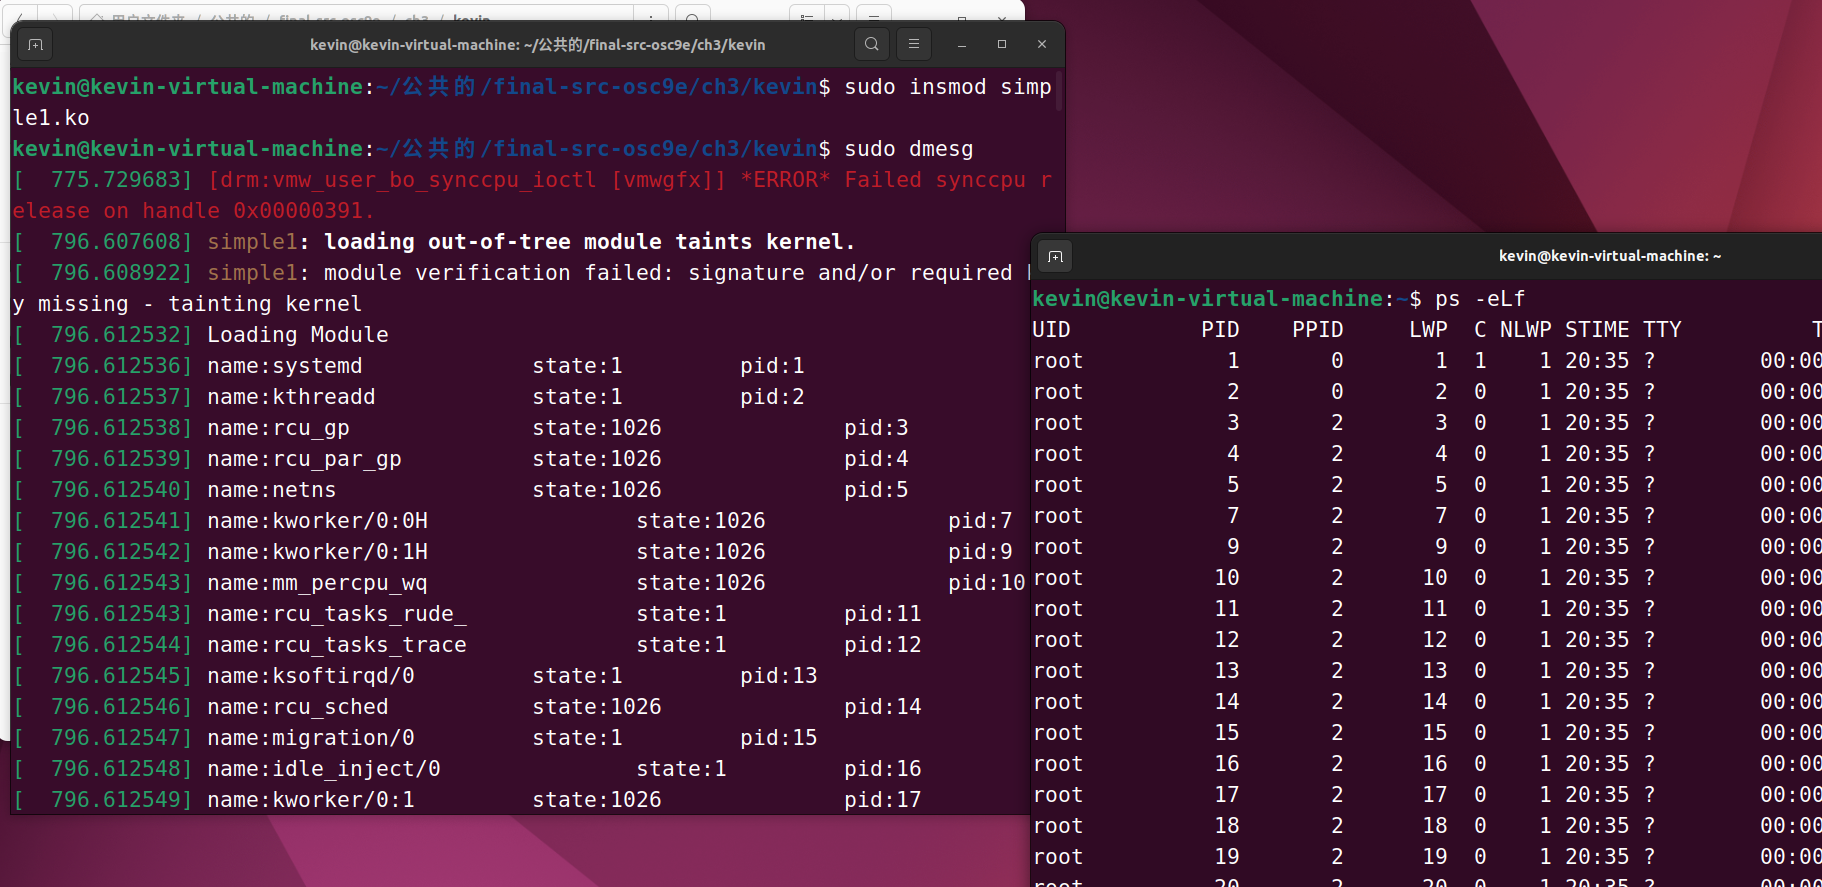 kevin@kevin-virtual-machine: ~/公共的/final-src-osc9e/ch3/kevin
kevin@kevin-virtual-machine:~/公共的/final-src-osc9e/ch3/kevin$ sudo insmod simp
le1.ko
kevin@kevin-virtual-machine:~/公共的/final-src-osc9e/ch3/kevin$ sudo dmesg
[  775.729683] [drm:vmw_user_bo_synccpu_ioctl [vmwgfx]] *ERROR* Failed synccpu r
elease on handle 0x00000391.
[  796.607608] simple1: loading out-of-tree module taints kernel.
[  796.608922] simple1: module verification failed: signature and/or required
y missing - tainting kernel
[  796.612532] Loading Module
[  796.612536] name:systemd state:1 pid:1
[  796.612537] name:kthreadd state:1 pid:2
[  796.612538] name:rcu_gp state:1026 pid:3
[  796.612539] name:rcu_par_gp state:1026 pid:4
[  796.612540] name:netns state:1026 pid:5
[  796.612541] name:kworker/0:0H state:1026 pid:7
[  796.612542] name:kworker/0:1H state:1026 pid:9
[  796.612543] name:mm_percpu_wq state:1026 pid:10
[  796.612543] name:rcu_tasks_rude_ state:1 pid:11
[  796.612544] name:rcu_tasks_trace state:1 pid:12
[  796.612545] name:ksoftirqd/0 state:1 pid:13
[  796.612546] name:rcu_sched state:1026 pid:14
[  796.612547] name:migration/0 state:1 pid:15
[  796.612548] name:idle_inject/0 state:1 pid:16
[  796.612549] name:kworker/0:1 state:1026 pid:17
kevin@kevin-virtual-machine: ~
kevin@kevin-virtual-machine:~$ ps -eLf
UID PID PPID LWP C NLWP STIME TTY T
root 1 0 1 1 1 20:35 ? 00:00
root 2 0 2 0 1 20:35 ? 00:00
root 3 2 3 0 1 20:35 ? 00:00
root 4 2 4 0 1 20:35 ? 00:00
root 5 2 5 0 1 20:35 ? 00:00
root 7 2 7 0 1 20:35 ? 00:00
root 9 2 9 0 1 20:35 ? 00:00
root 10 2 10 0 1 20:35 ? 00:00
root 11 2 11 0 1 20:35 ? 00:00
root 12 2 12 0 1 20:35 ? 00:00
root 13 2 13 0 1 20:35 ? 00:00
root 14 2 14 0 1 20:35 ? 00:00
root 15 2 15 0 1 20:35 ? 00:00
root 16 2 16 0 1 20:35 ? 00:00
root 17 2 17 0 1 20:35 ? 00:00
root 18 2 18 0 1 20:35 ? 00:00
root 19 2 19 0 1 20:35 ? 00:00
root 20 2 20 0 1 20:35 ? 00:00